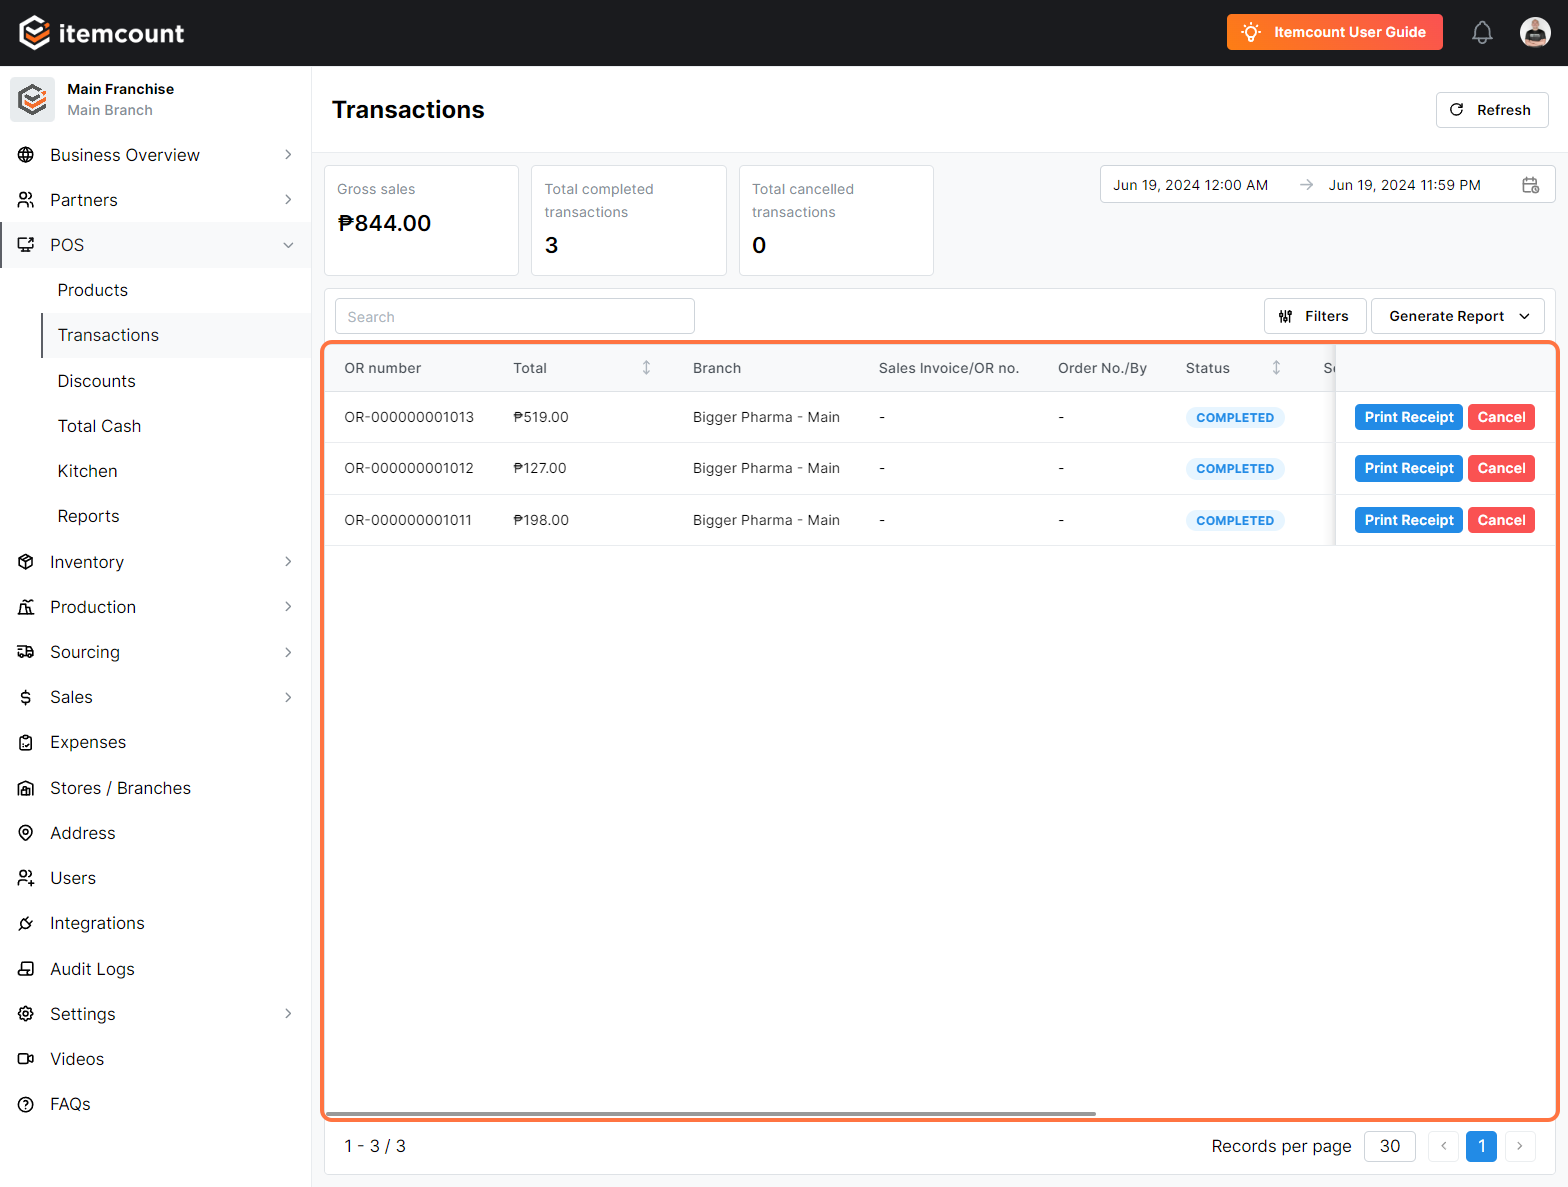 itemcount
Itemcount User Guide
Main Franchise
Main Branch
Business Overview
Partners
POS
Products
Transactions
Discounts
Total Cash
Kitchen
Reports
Inventory
Production
Sourcing
Sales
Expenses
Stores / Branches
Address
Users
Integrations
Audit Logs
Settings
Videos
FAQs
Transactions
Refresh
Gross sales
₱844.00
Total completed
transactions
3
Total cancelled
transactions
0
Jun 19, 2024 12:00 AM → Jun 19, 2024 11:59 PM
Search
Filters
Generate Report
OR number Total Branch Sales Invoice/OR no. Order No./By Status
OR-000000001013 ₱519.00 Bigger Pharma - Main - - COMPLETED Print Receipt Cancel
OR-000000001012 ₱127.00 Bigger Pharma - Main - - COMPLETED Print Receipt Cancel
OR-000000001011 ₱198.00 Bigger Pharma - Main - - COMPLETED Print Receipt Cancel
1 - 3 / 3
Records per page 30 < 1 >